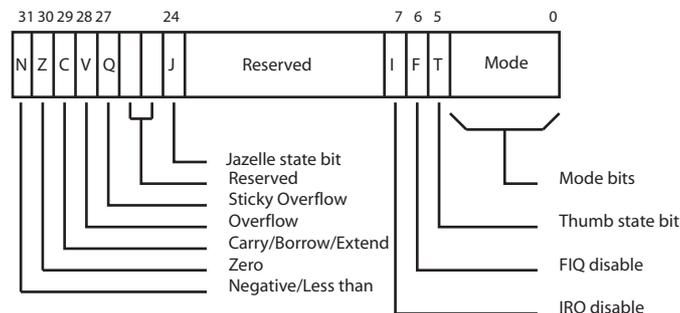 31 30 29 28 27 24 7 6 5 0
N Z C V Q J Reserved I F T Mode
Jazelle state bit
Reserved Mode bits
Sticky Overflow
Overflow Thumb state bit
Carry/Borrow/Extend
Zero FIQ disable
Negative/Less than
IRQ disable